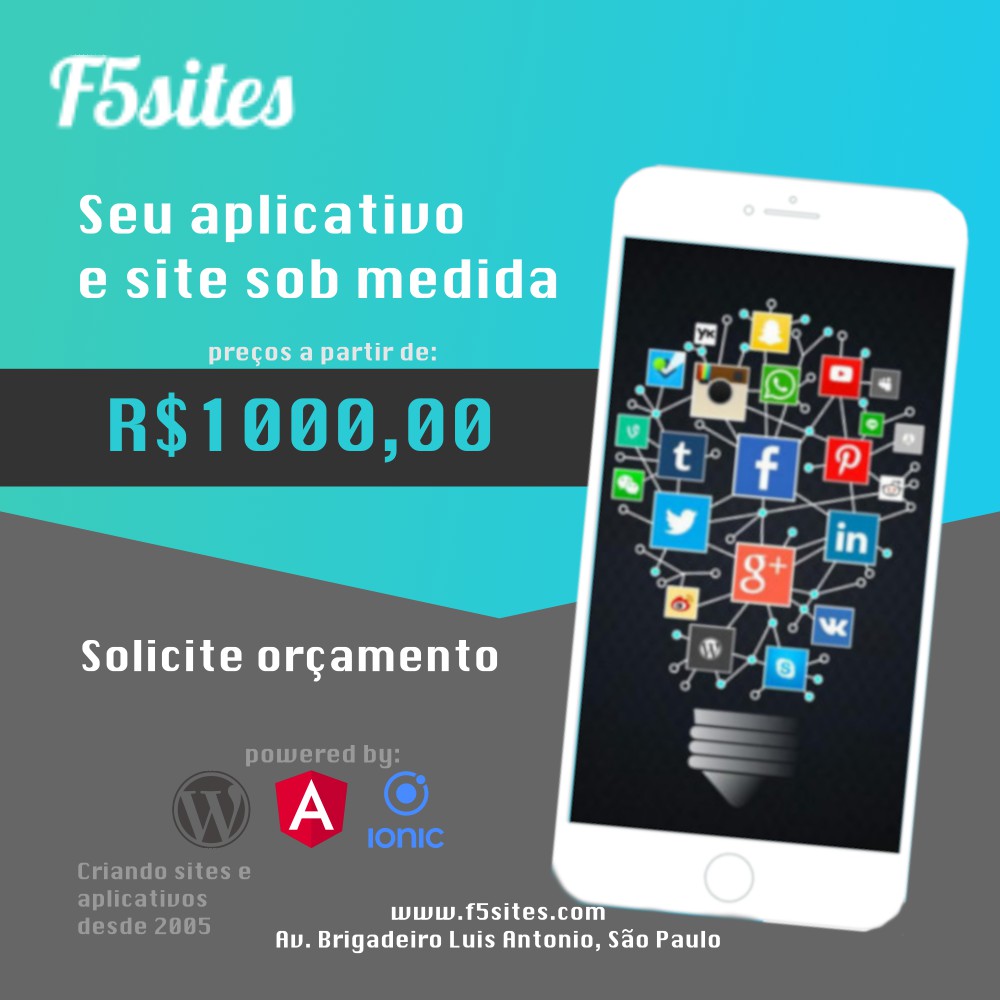 F5sites
Seu aplicativo
e site sob medida
preços a partir de:
R$1000,00
Solicite orçamento
powered by:
IONIC
Criando sites e
aplicativos
desde 2005
www.f5sites.com
Av. Brigadeiro Luis Antonio, São Paulo